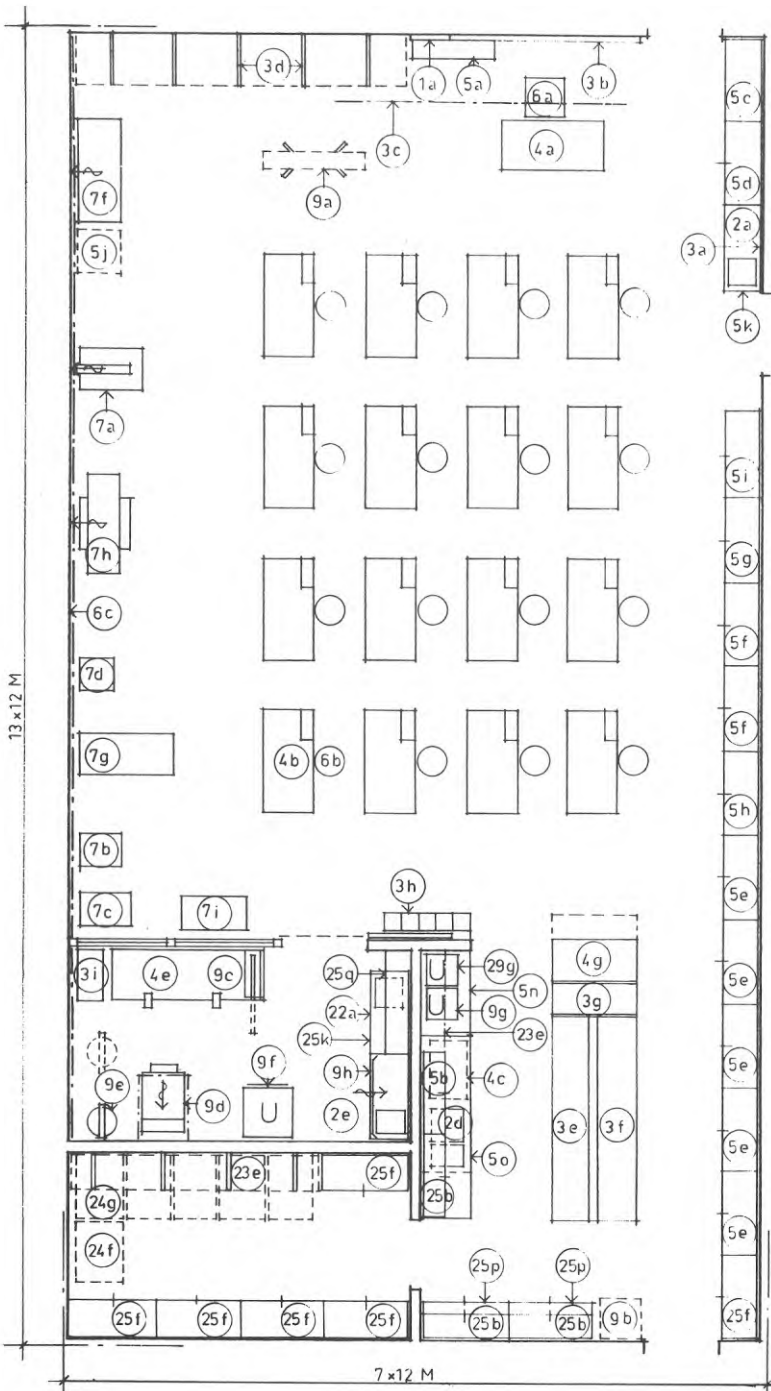 3d
1a
5a
3b
6a
5c
3c
4a
7f
9a
5d
5j
2a
3a
5k
7a
5i
7h
5g
6c
5f
7d
5f
13×12 M
7g
4b
6b
5h
7b
3h
5e
7c
7i
3i
4e
9c
25q
29g
4g
5e
5n
22a
9g
3g
25k
23e
9f
9h
5b
4c
5e
9e
9d
2e
2d
3e
3f
5e
23e
25f
5o
24g
25b
5e
24f
25p
25p
25f
25f
25f
25f
25b
25b
9b
25f
7×12 M